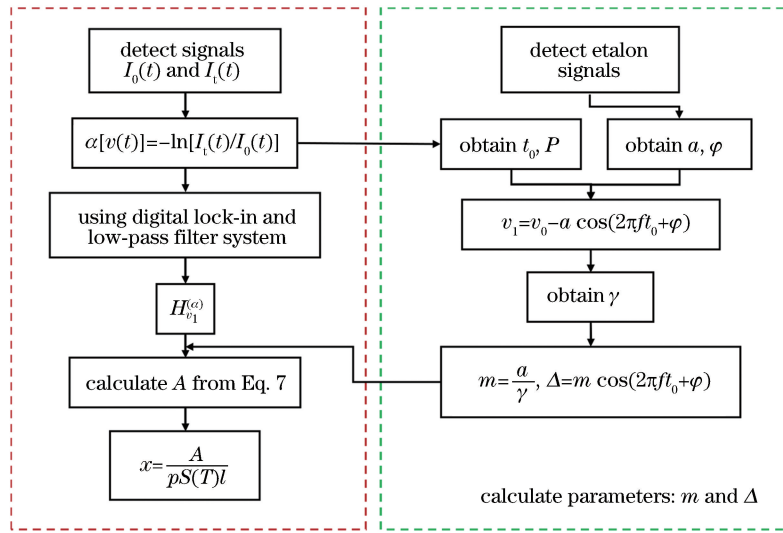 detect signals
I₀(t) and Iₜ(t)
α[v(t)]=−ln[Iₜ(t)/I₀(t)]
using digital lock-in and
low-pass filter system
H_{v₁}^{(α)}
calculate A from Eq. 7
x=A/pS(T)l
detect etalon
signals
obtain t₀, P
obtain a, φ
v₁=v₀−a cos(2πft₀+φ)
obtain γ
m=a/γ, Δ=m cos(2πft₀+φ)
calculate parameters: m and Δ